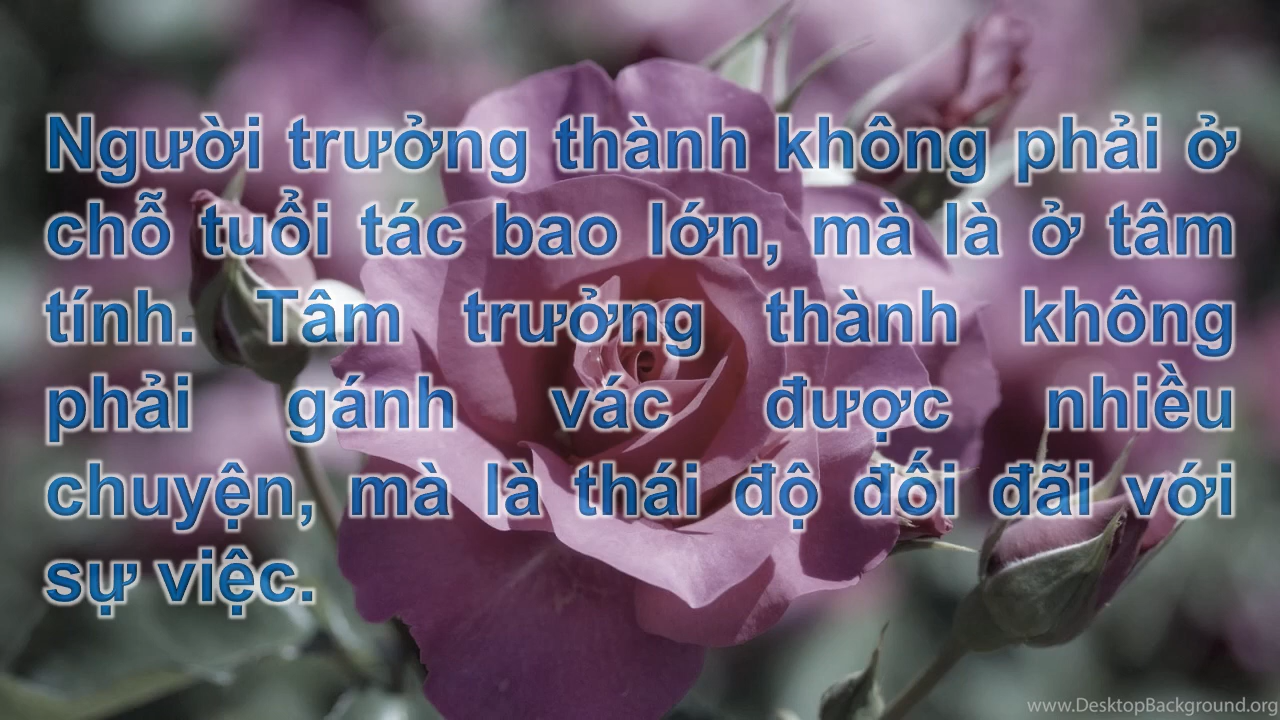 Người trưởng thành không phải ở
chỗ tuổi tác bao lớn, mà là ở tâm
tính. Tâm trưởng thành không
phải gánh vác được nhiều
chuyện, mà là thái độ đối đãi với
sự việc.
www.DesktopBackground.org